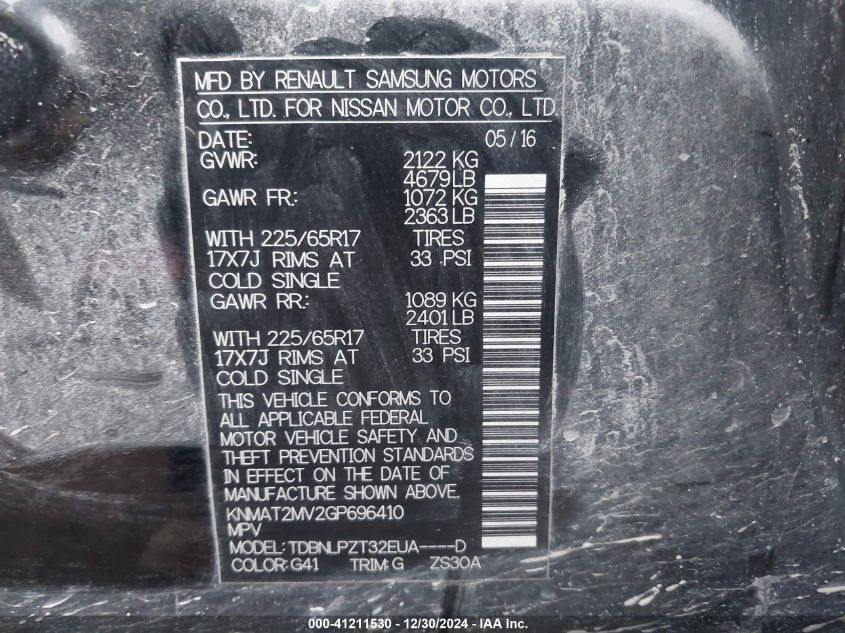 MFD BY RENAULT SAMSUNG MOTORS
CO., LTD. FOR NISSAN MOTOR CO., LTD
DATE: 05/16
GVWR: 2122 KG
4679 LB
GAWR FR: 1072 KG
2363 LB
WITH 225/65R17 TIRES
17X7J RIMS AT 33 PSI
COLD SINGLE
GAWR RR: 1089 KG
2401 LB
WITH 225/65R17 TIRES
17X7J RIMS AT 33 PSI
COLD SINGLE
THIS VEHICLE CONFORMS TO
ALL APPLICABLE FEDERAL
MOTOR VEHICLE SAFETY AND
THEFT PREVENTION STANDARDS
IN EFFECT ON THE DATE OF
MANUFACTURE SHOWN ABOVE.
KNMAT2MV2GP696410
MPV
MODEL: TDBNLPZT32EUA----D
COLOR: G41 TRIM: G ZS30A
000-41211530 - 12/30/2024 - IAA Inc.